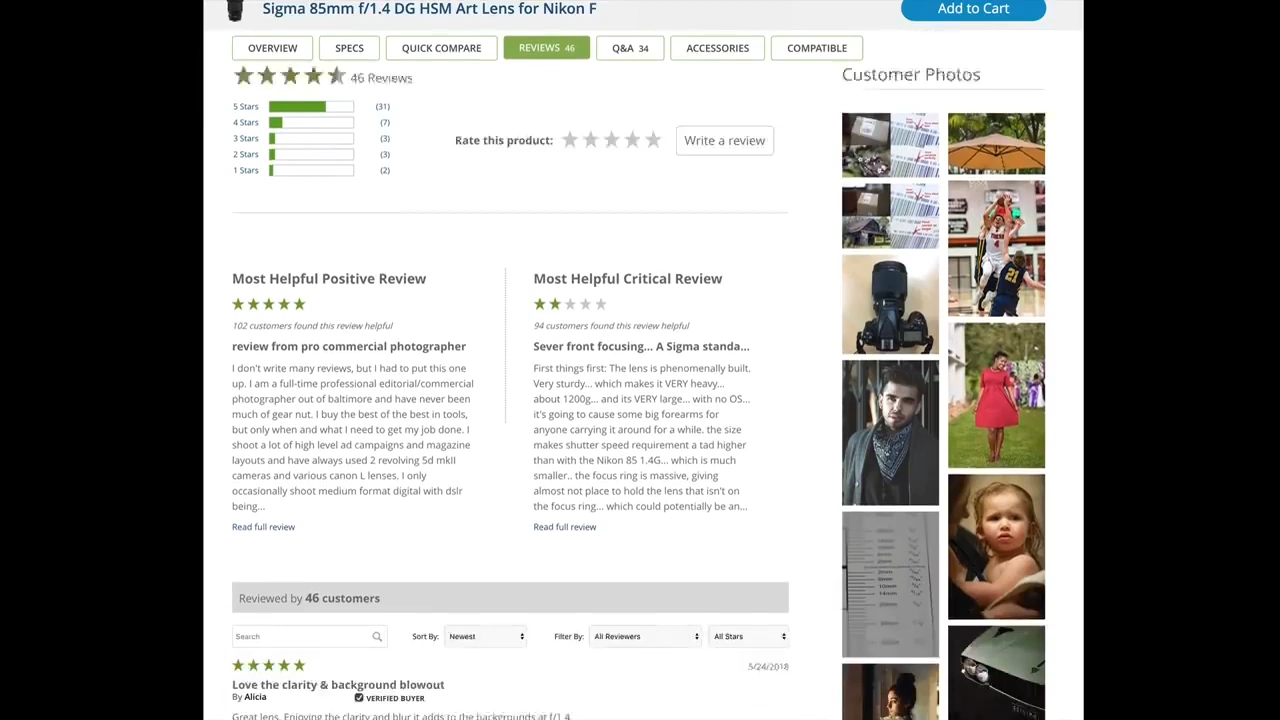 Sigma 85mm f/1.4 DG HSM Art Lens for Nikon F
Add to Cart
OVERVIEW
SPECS
QUICK COMPARE
REVIEWS 46
Q&A 34
ACCESSORIES
COMPATIBLE
46 Reviews
5 Stars (31)
4 Stars (7)
3 Stars (3)
2 Stars (3)
1 Stars (2)
Rate this product:
Write a review
Most Helpful Positive Review
102 customers found this review helpful
review from pro commercial photographer
I don't write many reviews, but I had to put this one
up. I am a full-time professional editorial/commercial
photographer out of baltimore and have never been
much of gear nut. I buy the best of the best in tools,
but only when and what I need to get my job done. I
shoot a lot of high level ad campaigns and magazine
layouts and have always used 2 revolving 5d mkII
cameras and various canon L lenses. I only
occasionally shoot medium format digital with dslr
being...
Read full review
Most Helpful Critical Review
94 customers found this review helpful
Sever front focusing... A Sigma standa...
First things first: The lens is phenomenally built.
Very sturdy... which makes it VERY heavy...
about 1200g... and its VERY large... with no OS...
it's going to cause some big forearms for
anyone carrying it around for a while. the size
makes shutter speed requirement a tad higher
than with the Nikon 85 1.4G... which is much
smaller.. the focus ring is massive, giving
almost not place to hold the lens that isn't on
the focus ring... which could potentially be an...
Read full review
Reviewed by 46 customers
Search
Sort By: Newest
Filter By: All Reviewers
All Stars
5/24/2018
Love the clarity & background blowout
By Alicia
VERIFIED BUYER
Great lens. Enjoying the clarity and blur it adds to the backgrounds at f/1.4.
Customer Photos
4
21